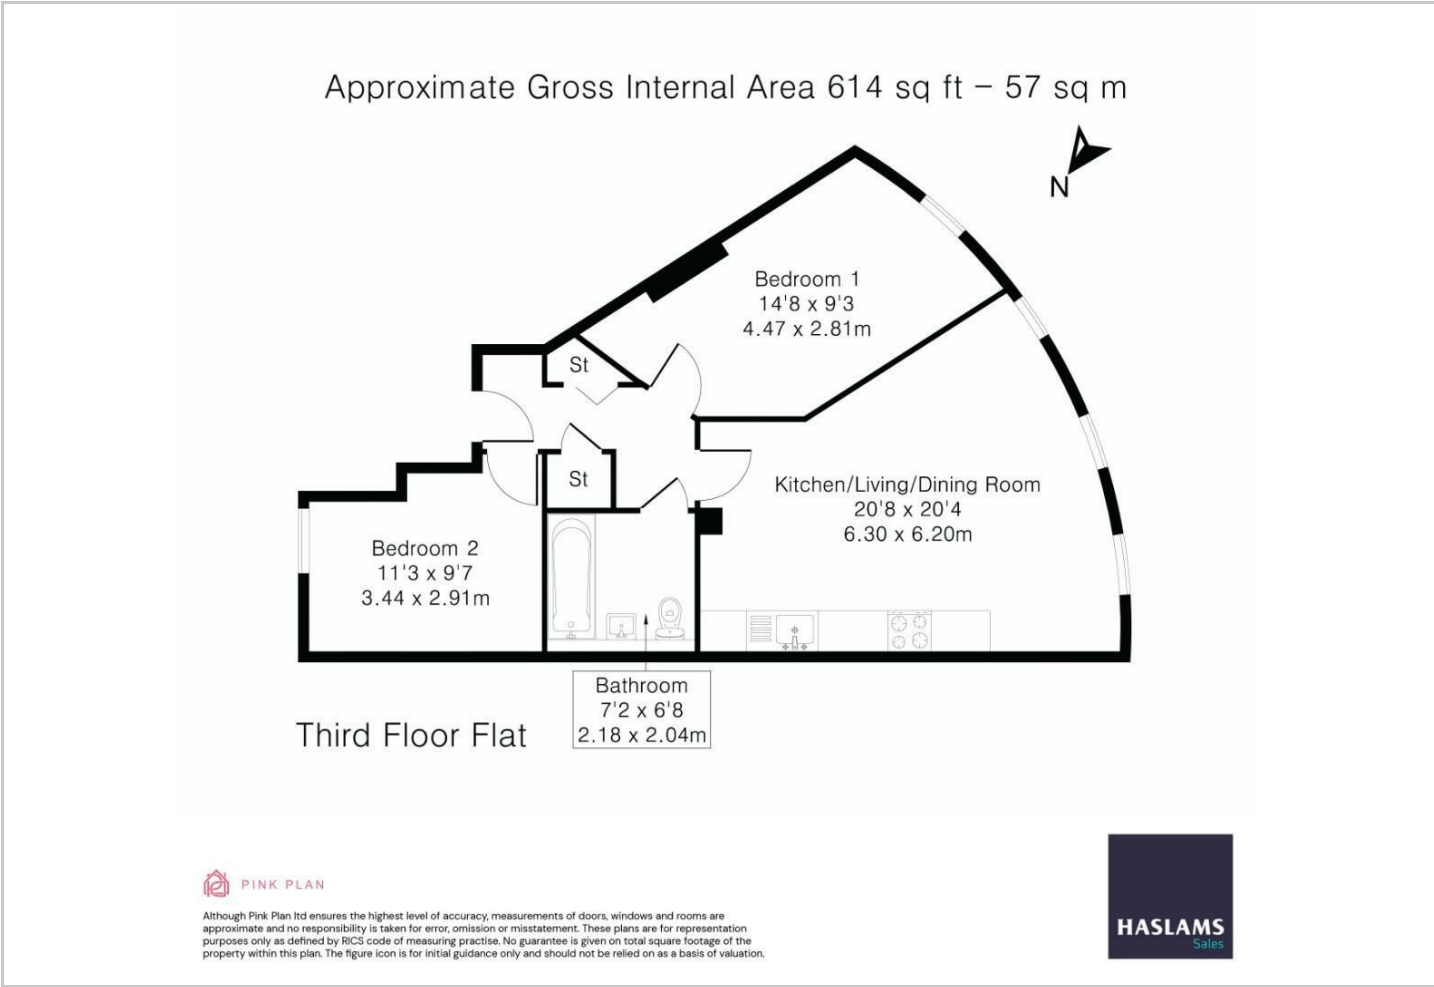 Approximate Gross Internal Area 614 sq ft – 57 sq m
N
Bedroom 1
14'8 x 9'3
4.47 x 2.81m
St
St
Kitchen/Living/Dining Room
20'8 x 20'4
6.30 x 6.20m
Bedroom 2
11'3 x 9'7
3.44 x 2.91m
Bathroom
7'2 x 6'8
2.18 x 2.04m
Third Floor Flat
PINK PLAN
Although Pink Plan ltd ensures the highest level of accuracy, measurements of doors, windows and rooms are
approximate and no responsibility is taken for error, omission or misstatement. These plans are for representation
purposes only as defined by RICS code of measuring practise. No guarantee is given on total square footage of the
property within this plan. The figure icon is for initial guidance only and should not be relied on as a basis of valuation.
HASLAMS
Sales